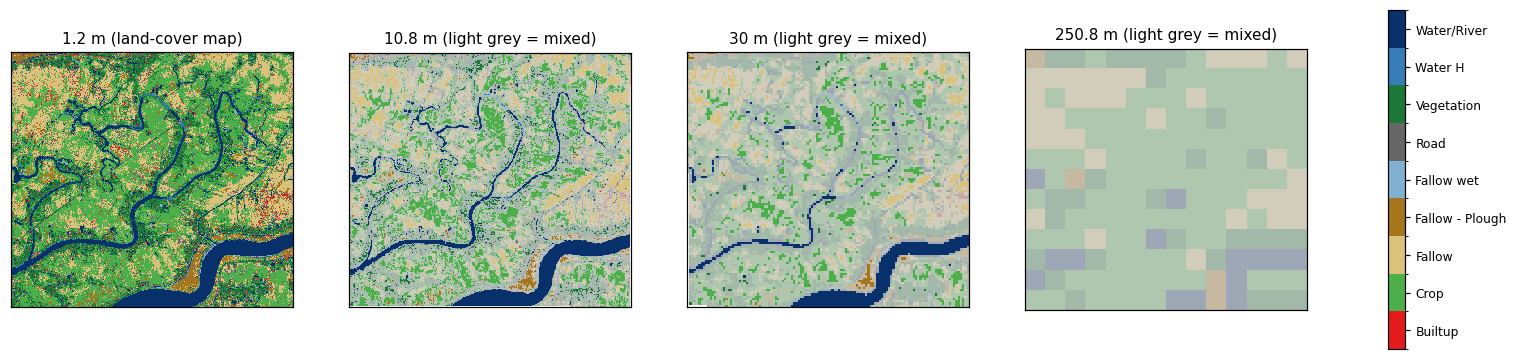 1.2 m (land-cover map)
10.8 m (light grey = mixed)
30 m (light grey = mixed)
250.8 m (light grey = mixed)
Water/River
Water H
Vegetation
Road
Fallow wet
Fallow - Plough
Fallow
Crop
Builtup